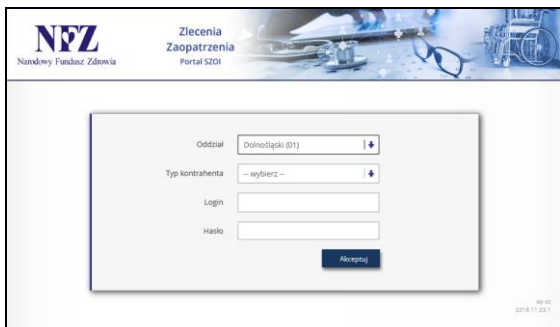 NFZ
Narodowy Fundusz Zdrowia
Zlecenia
Zaopatrzenia
Portal SZOI
Oddział
Dolnośląski (01)
Typ kontrahenta
-- wybierz --
Login
Hasło
Akceptuj